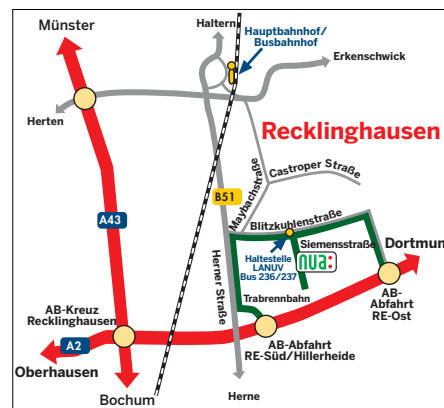 Münster
Haltern
Hauptbahnhof/
Busbahnhof
Erkenschwick
Herten
Recklinghausen
Maybachstraße
Castroper Straße
B51
A43
Blitzkuhlenstraße
Siemensstraße
Dortmun
Haltestelle
LANUV
Bus 236/237
nua:
Herner Straße
Trabrennbahn
AB-Kreuz
Recklinghausen
AB-
Abfahrt
RE-Ost
A2
AB-Abfahrt
RE-Süd/Hillerheide
Oberhausen
Bochum
Herne